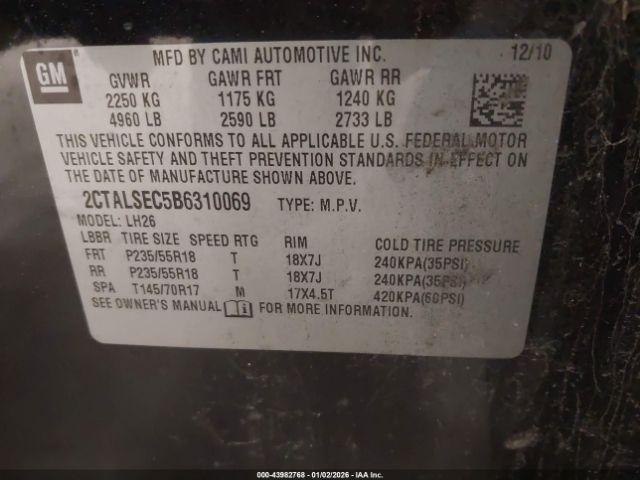 GM
MFD BY CAMI AUTOMOTIVE INC. 12/10
GVWR GAWR FRT GAWR RR
2250 KG 1175 KG 1240 KG
4960 LB 2590 LB 2733 LB
THIS VEHICLE CONFORMS TO ALL APPLICABLE U.S. FEDERAL MOTOR
VEHICLE SAFETY AND THEFT PREVENTION STANDARDS IN EFFECT ON
THE DATE OF MANUFACTURE SHOWN ABOVE.
2CTALSEC5B6310069 TYPE: M.P.V.
MODEL: LH26
LBBR TIRE SIZE SPEED RTG RIM COLD TIRE PRESSURE
FRT P235/55R18 T 18X7J 240KPA(35PSI)
RR P235/55R18 T 18X7J 240KPA(35PSI)
SPA T145/70R17 M 17X4.5T 420KPA(60PSI)
SEE OWNER'S MANUAL FOR MORE INFORMATION.
000-43982768 - 01/02/2026 - IAA Inc.